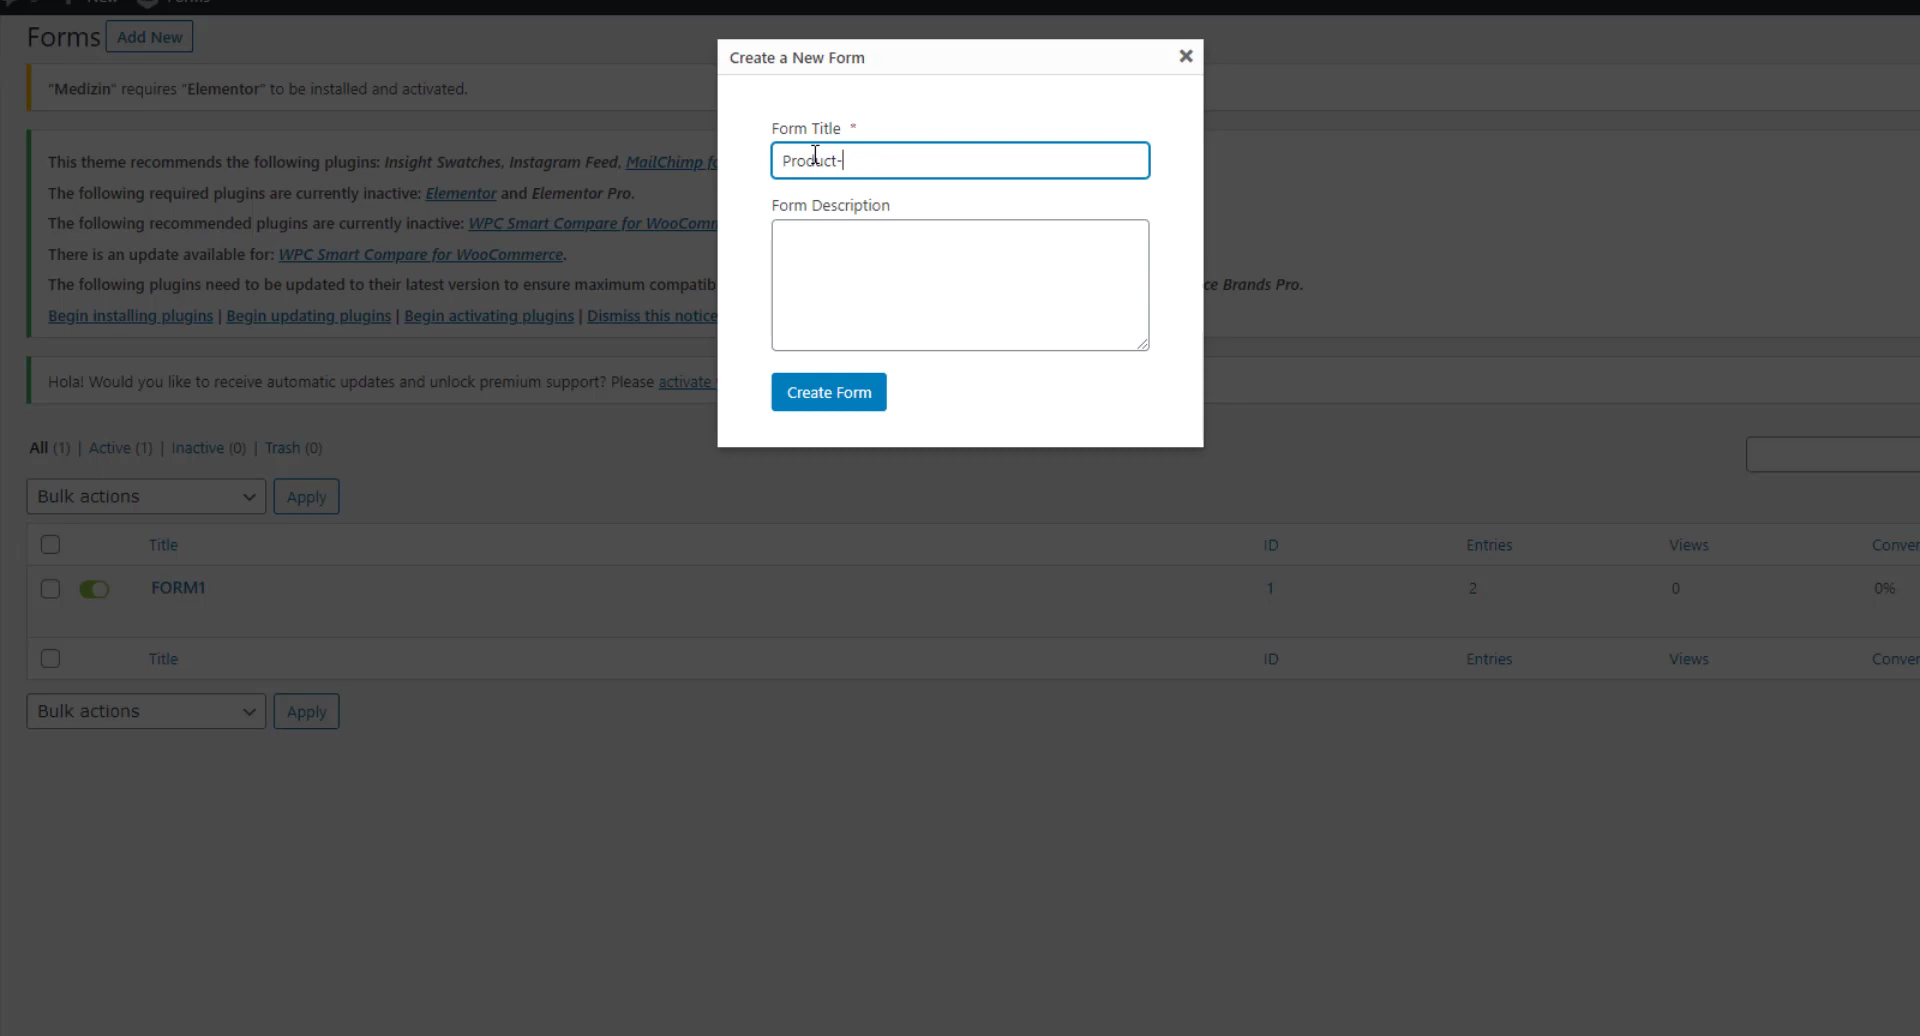 Forms Add New
Create a New Form
"Medizin" requires "Elementor" to be installed and activated.
Form Title *
Product-
This theme recommends the following plugins: Insight Swatches, Instagram Feed, MailChimp fo
The following required plugins are currently inactive: Elementor and Elementor Pro.
Form Description
The following recommended plugins are currently inactive: WPC Smart Compare for WooComm
There is an update available for: WPC Smart Compare for WooCommerce.
The following plugins need to be updated to their latest version to ensure maximum compatib ce Brands Pro.
Begin installing plugins | Begin updating plugins | Begin activating plugins | Dismiss this notice
Hola! Would you like to receive automatic updates and unlock premium support? Please activate
Create Form
All (1) | Active (1) | Inactive (0) | Trash (0)
Bulk actions Apply
Title ID Entries Views Conver
FORM1 1 2 0 0%
Title ID Entries Views Conver
Bulk actions Apply